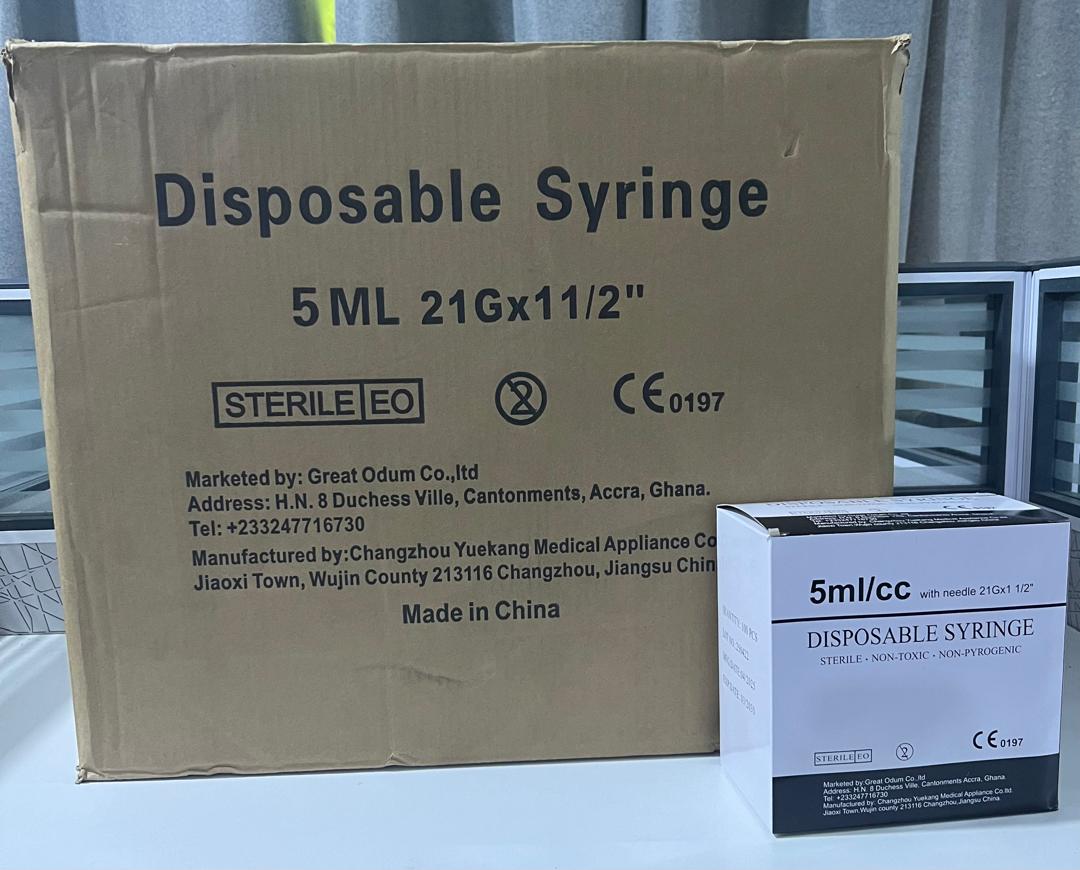 Disposable Syringe
5ML 21Gx11/2"
STERILE EO
CE 0197
Marketed by: Great Odum Co.,ltd
Address: H.N. 8 Duchess Ville, Cantonments, Accra, Ghana.
Tel: +233247716730
Manufactured by:Changzhou Yuekang Medical Appliance Co
Jiaoxi Town, Wujin County 213116 Changzhou, Jiangsu Chin
Made in China
DISPOSABLE SYRINGE
5ml/cc with needle 21Gx1 1/2"
DISPOSABLE SYRINGE
STERILE · NON-TOXIC · NON-PYROGENIC
STERILE EO
CE 0197
Marketed by:Great Odum Co.,ltd
Address: H.N. 8 Duchess Ville, Cantonments Accra, Ghana.
Tel: +233247716730
Manufactured by: Changzhou Yuekang Medical Appliance Co.ltd.
Jiaoxi Town,Wujin county 213116 Changzhou,Jiangsu China.